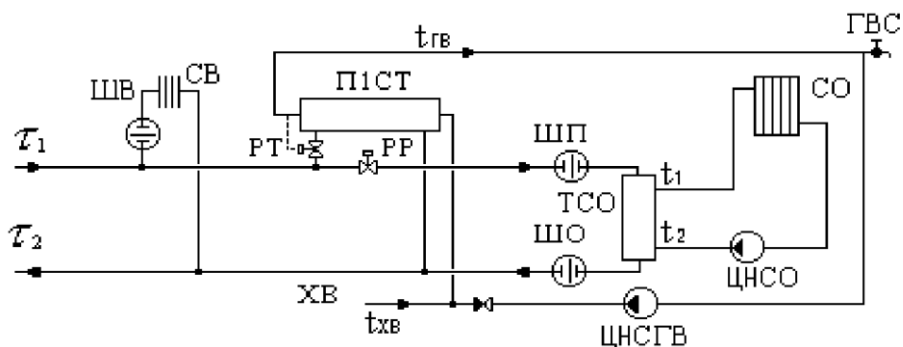 ГВС
tГВ
СВ
ШВ
П1СТ
СО
τ1
РТ
РР
ШП
t1
ТСО
τ2
ШО
t2
ЦНСО
ХВ
tХВ
ЦНСГВ